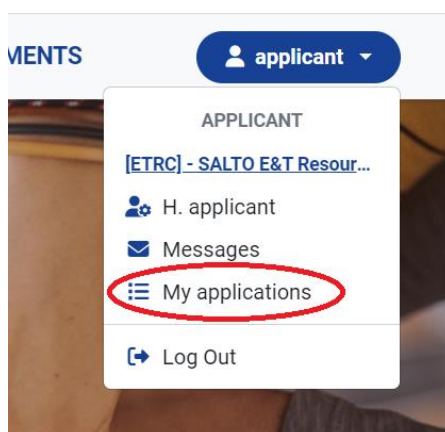 MENTS
applicant
APPLICANT
[ETRC] - SALTO E&T Resour...
H. applicant
Messages
My applications
Log Out